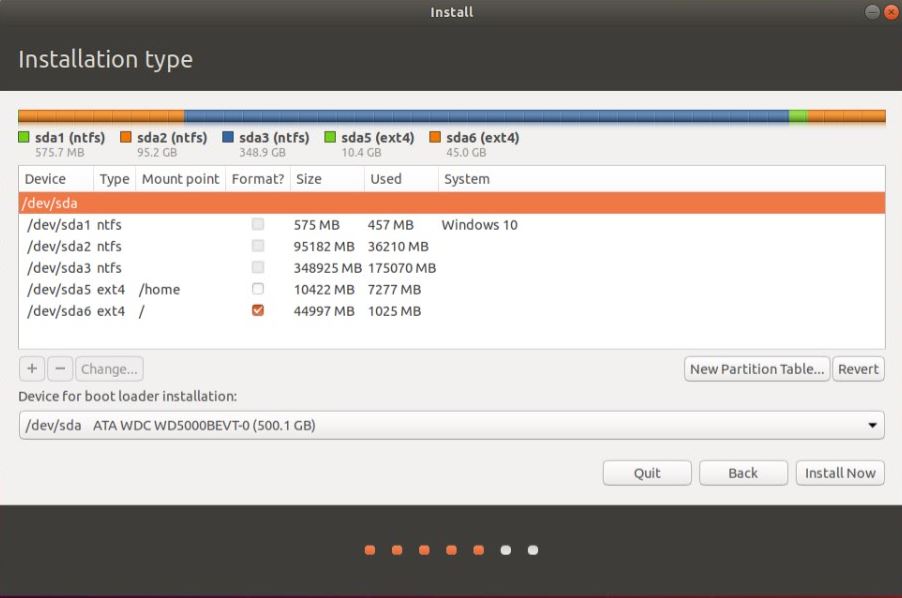 Install
Installation type
sda1 (ntfs) sda2 (ntfs) sda3 (ntfs) sda5 (ext4) sda6 (ext4)
575.7 MB 95.2 GB 348.9 GB 10.4 GB 45.0 GB
Device Type Mount point Format? Size Used System
/dev/sda
/dev/sda1 ntfs 575 MB 457 MB Windows 10
/dev/sda2 ntfs 95182 MB 36210 MB
/dev/sda3 ntfs 348925 MB 175070 MB
/dev/sda5 ext4 /home 10422 MB 7277 MB
/dev/sda6 ext4 / 44997 MB 1025 MB
+ − Change... New Partition Table... Revert
Device for boot loader installation:
/dev/sda ATA WDC WD5000BEVT-0 (500.1 GB)
Quit Back Install Now